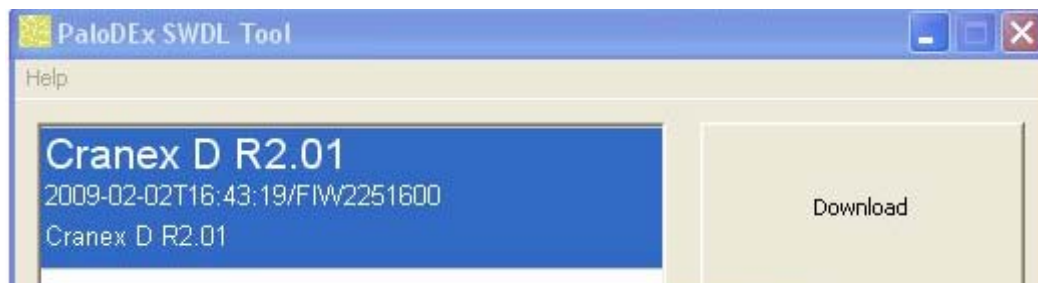 PaloDEx SWDL Tool
Help
Cranex D R2.01
2009-02-02T16:43:19/FIW2251600
Cranex D R2.01
Download